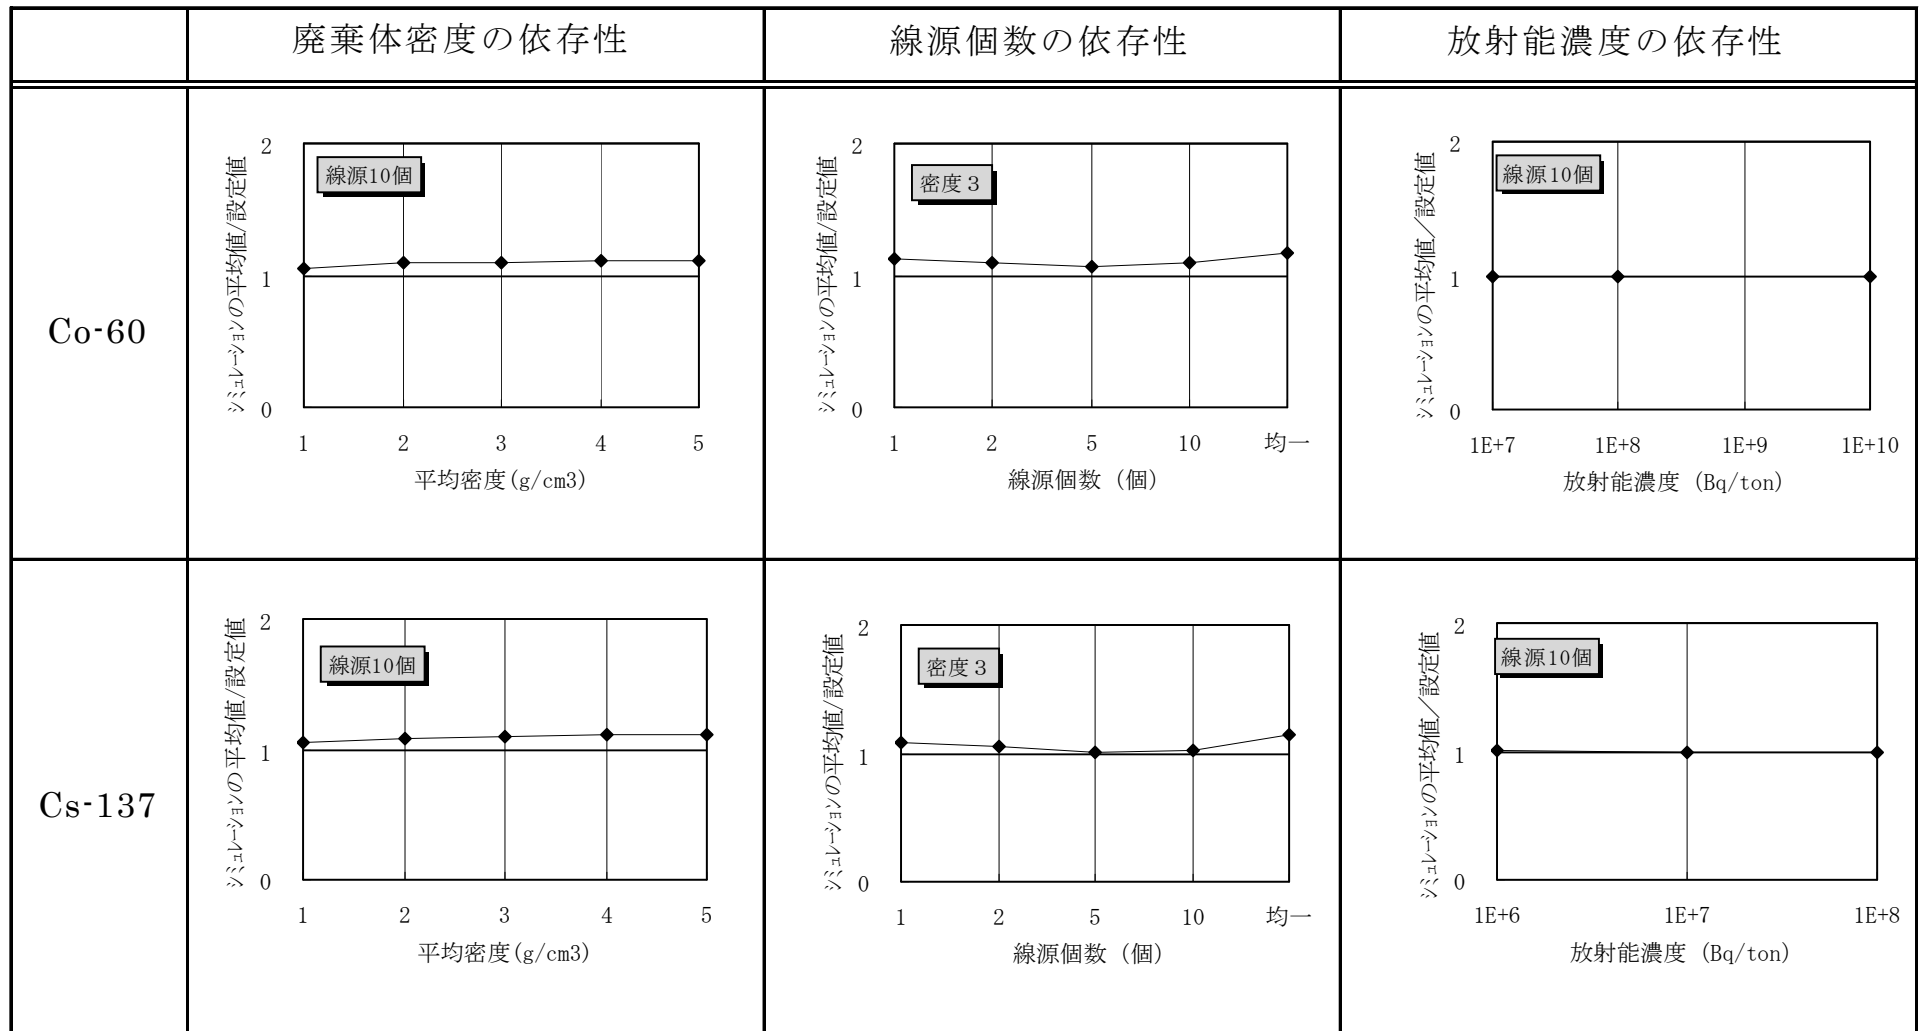 廃棄体密度の依存性
線源個数の依存性
放射能濃度の依存性
Co-60
シミュレーションの平均値/設定値
2
1
0
線源10個
1 2 3 4 5
平均密度(g/cm3)
シミュレーションの平均値/設定値
2
1
0
密度３
1 2 5 10 均一
線源個数 (個)
シミュレーションの平均値／設定値
2
1
0
線源10個
1E+7 1E+8 1E+9 1E+10
放射能濃度 (Bq/ton)
Cs-137
シミュレーションの平均値/設定値
2
1
0
線源10個
1 2 3 4 5
平均密度(g/cm3)
シミュレーションの平均値/設定値
2
1
0
密度３
1 2 5 10 均一
線源個数 (個)
シミュレーションの平均値／設定値
2
1
0
線源10個
1E+6 1E+7 1E+8
放射能濃度 (Bq/ton)